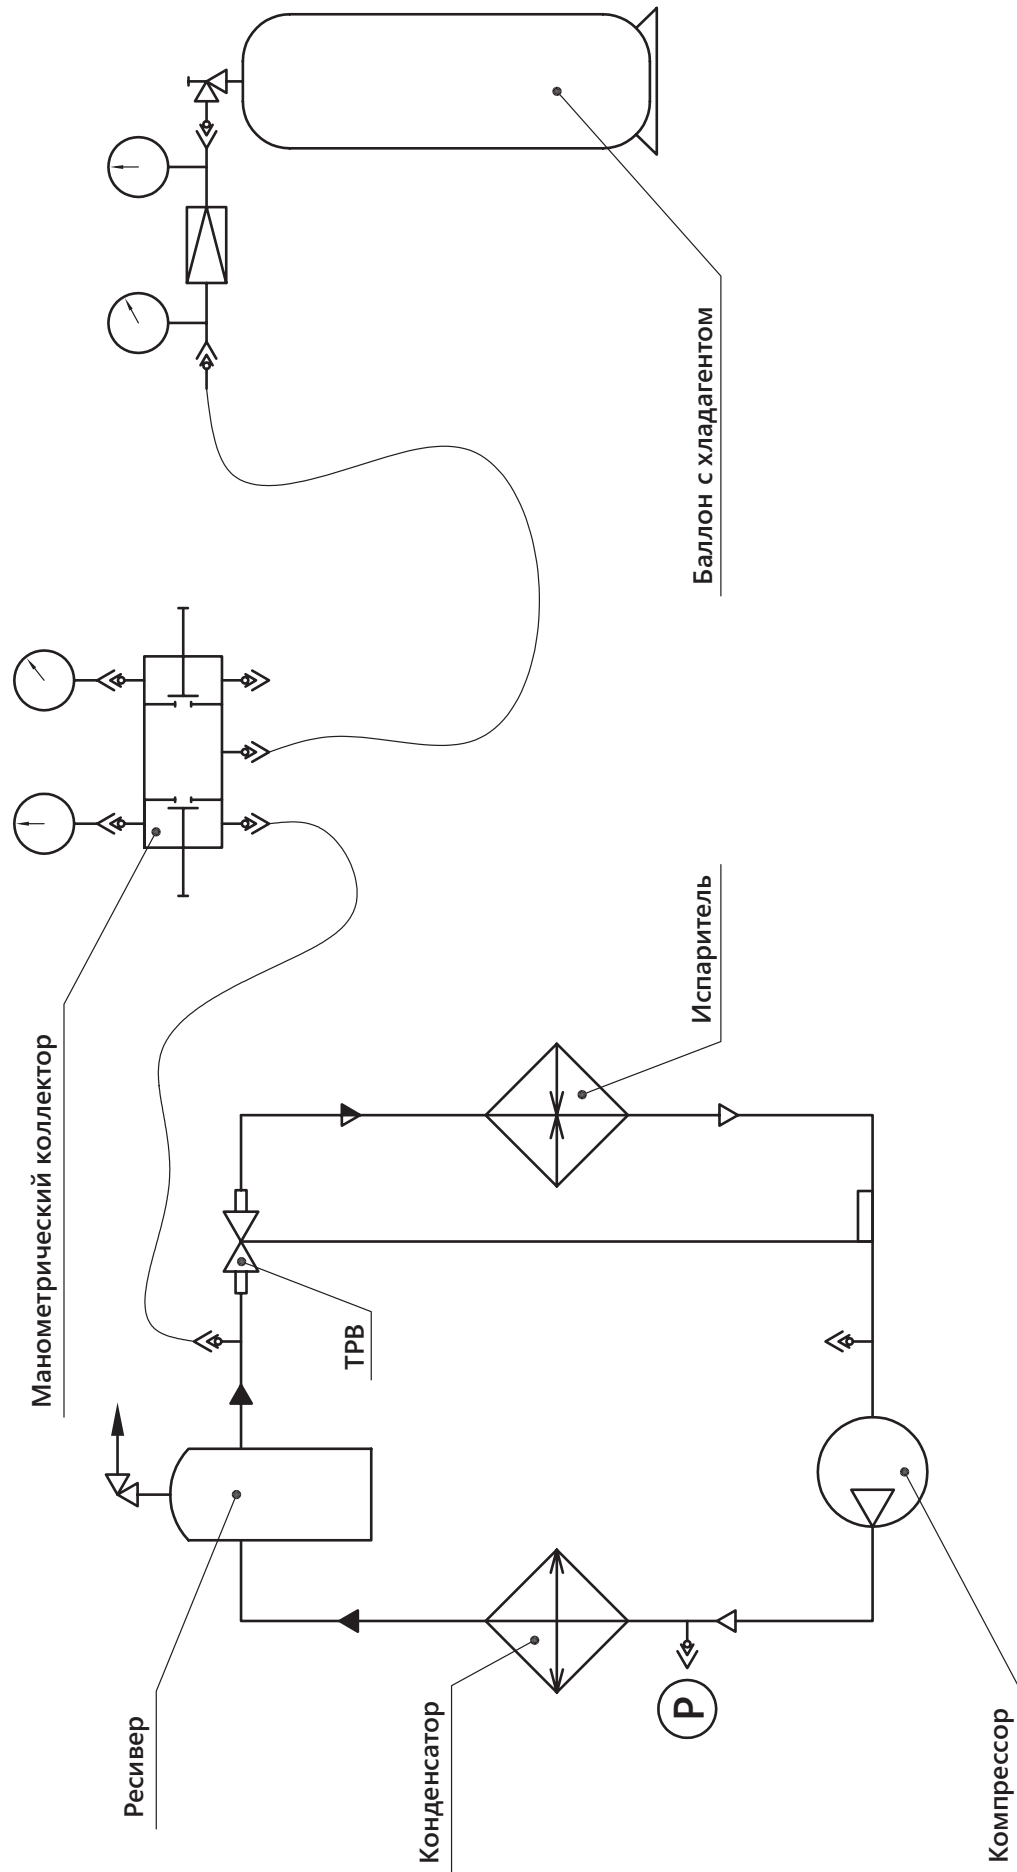 Баллон с хладагентом
Манометрический коллектор
Испаритель
ТРВ
Ресивер
Конденсатор
P
Компрессор